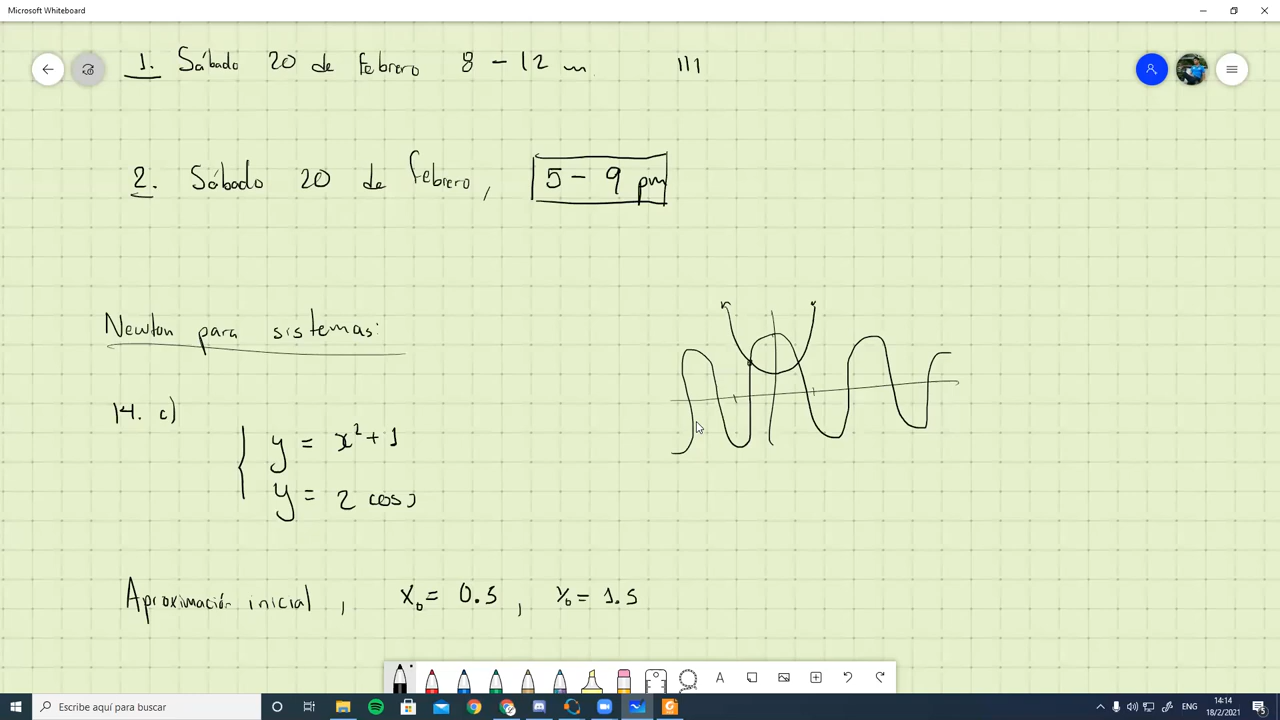 Microsoft Whiteboard
1. Sábado 20 de febrero 8 - 12 m. 111
2. Sábado 20 de febrero, 5 - 9 pm
Newton para sistemas:
14. c)
y = x² + 1
y = 2 cos
Aproximación inicial, x₀ = 0.5, y₀ = 1.5
A
Escribe aquí para buscar
ENG
14:14
18/2/2021